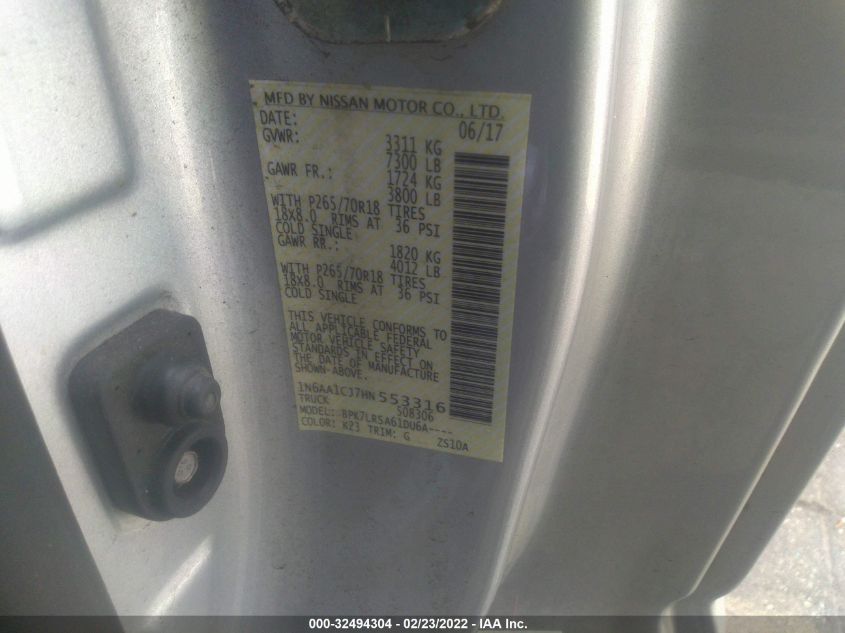 MFD BY NISSAN MOTOR CO., LTD.
DATE: 06/17
GVWR: 3311 KG
7300 LB
GAWR FR.: 1724 KG
3800 LB
WITH P265/70R18 TIRES
18X8.0 RIMS AT 36 PSI
COLD SINGLE
GAWR RR.: 1820 KG
4012 LB
WITH P265/70R18 TIRES
18X8.0 RIMS AT 36 PSI
COLD SINGLE
THIS VEHICLE CONFORMS TO
ALL APPLICABLE FEDERAL
MOTOR VEHICLE SAFETY
STANDARDS IN EFFECT ON
THE DATE OF MANUFACTURE
SHOWN-ABOVE.
1N6AA1CJ7HN553316
TRUCK S08306
MODEL: BPK7LRSA61DU6A----
COLOR: K23 TRIM: G ZS10A
000-32494304 - 02/23/2022 - IAA Inc.